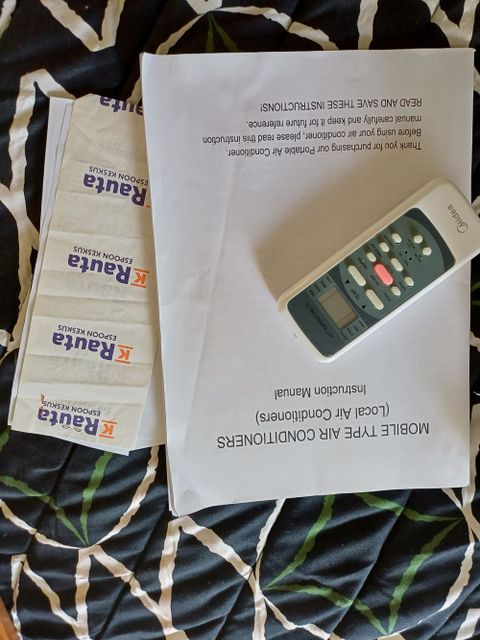 MOBILE TYPE AIR CONDITIONERS
(Local Air Conditioners)
Instruction Manual
Thank you for purchasing our Portable Air Conditioner.
Before using your air conditioner, please read this instruction
manual carefully and keep it for future reference.
READ AND SAVE THESE INSTRUCTIONS!
Midea
TEMP
K Rauta
ESPOON KESKUS
K Rauta
ESPOON KESKUS
K Rauta
ESPOON KESKUS
K Rauta
ESPOON KESKUS
Rauta